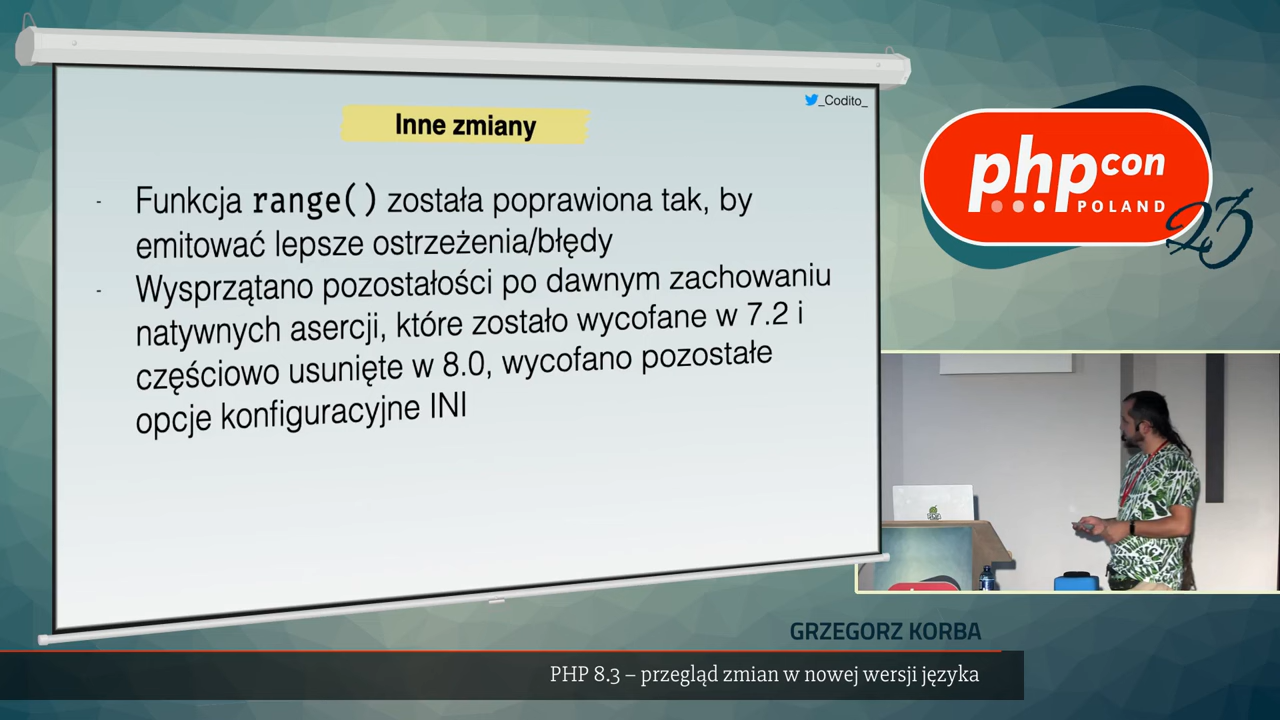 _Codito_
Inne zmiany
- Funkcja range() została poprawiona tak, by
emitować lepsze ostrzeżenia/błędy
- Wysprzątano pozostałości po dawnym zachowaniu
natywnych asercji, które zostało wycofane w 7.2 i
częściowo usunięte w 8.0, wycofano pozostałe
opcje konfiguracyjne INI
phpcon
POLAND
23
GRZEGORZ KORBA
PHP 8.3 – przegląd zmian w nowej wersji języka